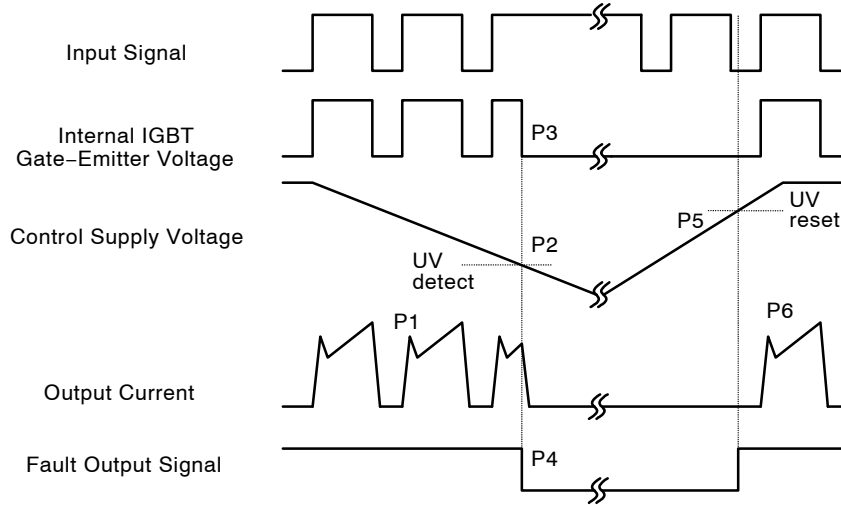 Input Signal
Internal IGBT
Gate−Emitter Voltage
P3
Control Supply Voltage
P2
UV
detect
P5
UV
reset
P1
P6
Output Current
Fault Output Signal
P4